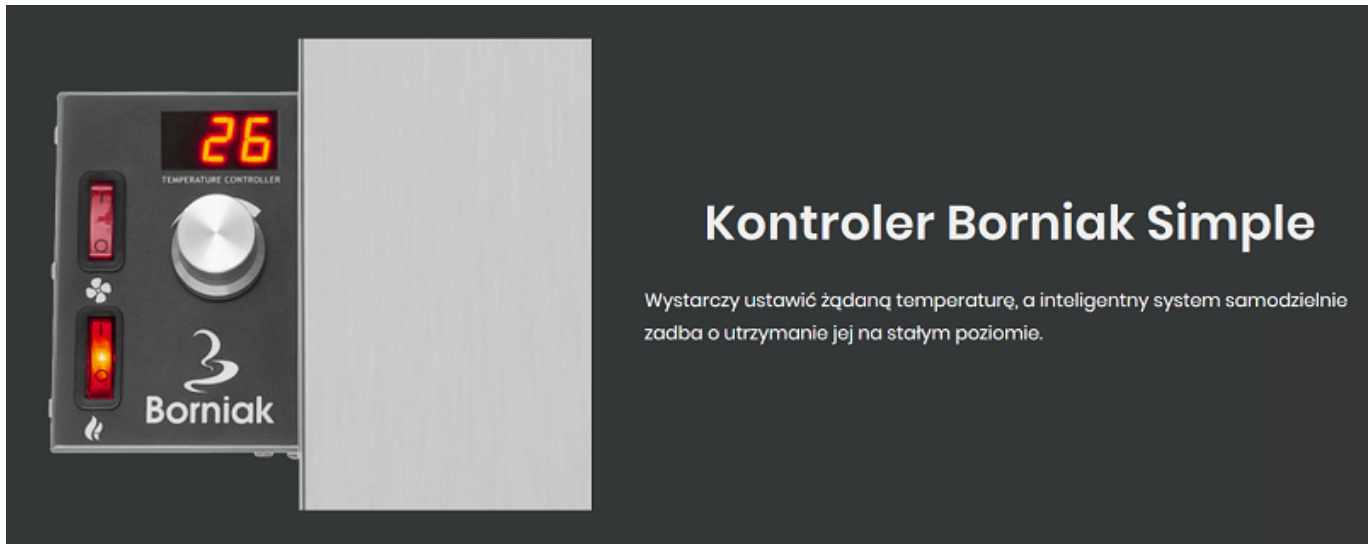 26
TEMPERATURE CONTROLLER
Borniak
Kontroler Borniak Simple
Wystarczy ustawić żądaną temperaturę, a inteligentny system samodzielnie
zadba o utrzymanie jej na stałym poziomie.